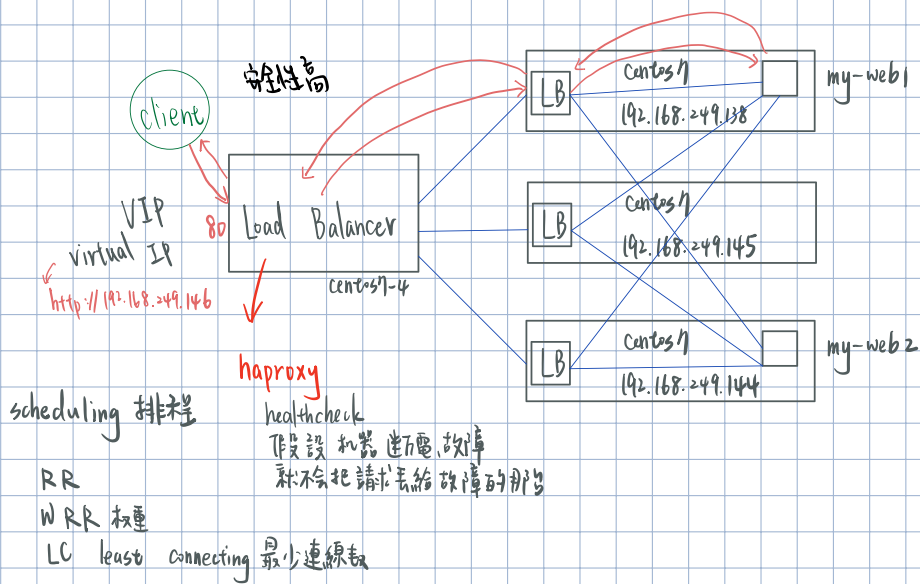 安全性高
client
80
Load Balancer
centos7-4
VIP
virtual IP
http://192.168.249.146
haproxy
healthcheck
假設機器斷電、故障
就不会把請求丟給故障的那台
scheduling 排程
RR
WRR 权重
LC least connecting 最少連線數
LB
Centos7
192.168.249.138
my-web1
LB
Centos7
192.168.249.145
LB
Centos7
192.168.249.144
my-web2